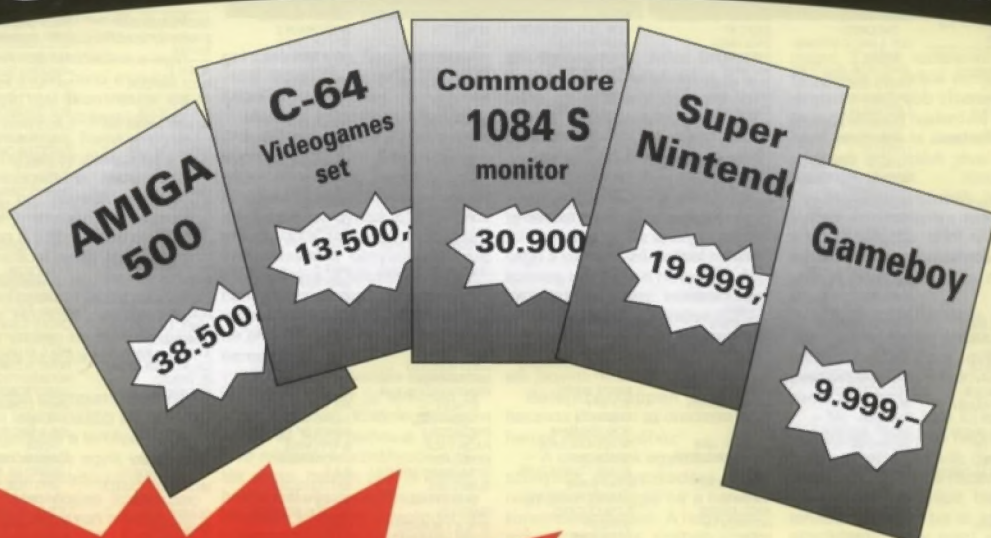 AMIGA
500
38.500,
C-64
Videogames
set
13.500,-
Commodore
1084 S
monitor
30.900
Super
Nintendo
19.999,-
Gameboy
9.999,-